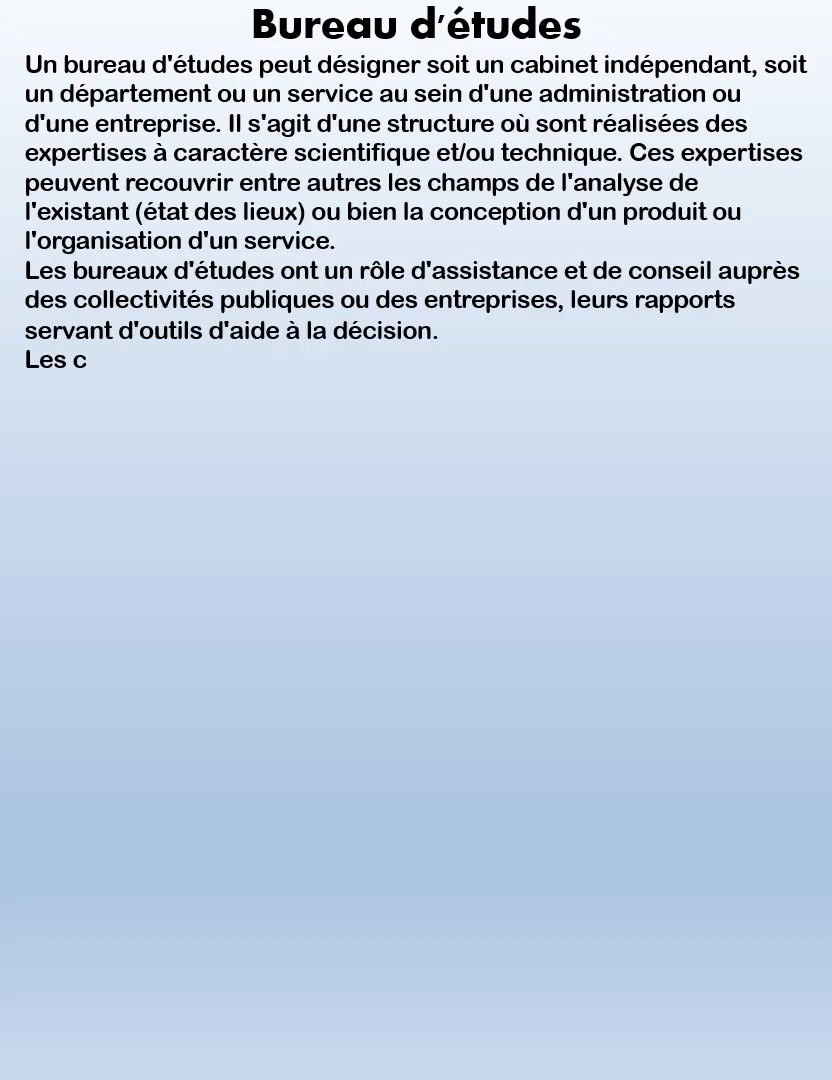 Bureau d'études
Un bureau d'études peut désigner soit un cabinet indépendant, soit
un département ou un service au sein d'une administration ou
d'une entreprise. Il s'agit d'une structure où sont réalisées des
expertises à caractère scientifique et/ou technique. Ces expertises
peuvent recouvrir entre autres les champs de l'analyse de
l'existant (état des lieux) ou bien la conception d'un produit ou
l'organisation d'un service.
Les bureaux d'études ont un rôle d'assistance et de conseil auprès
des collectivités publiques ou des entreprises, leurs rapports
servant d'outils d'aide à la décision.
Les c